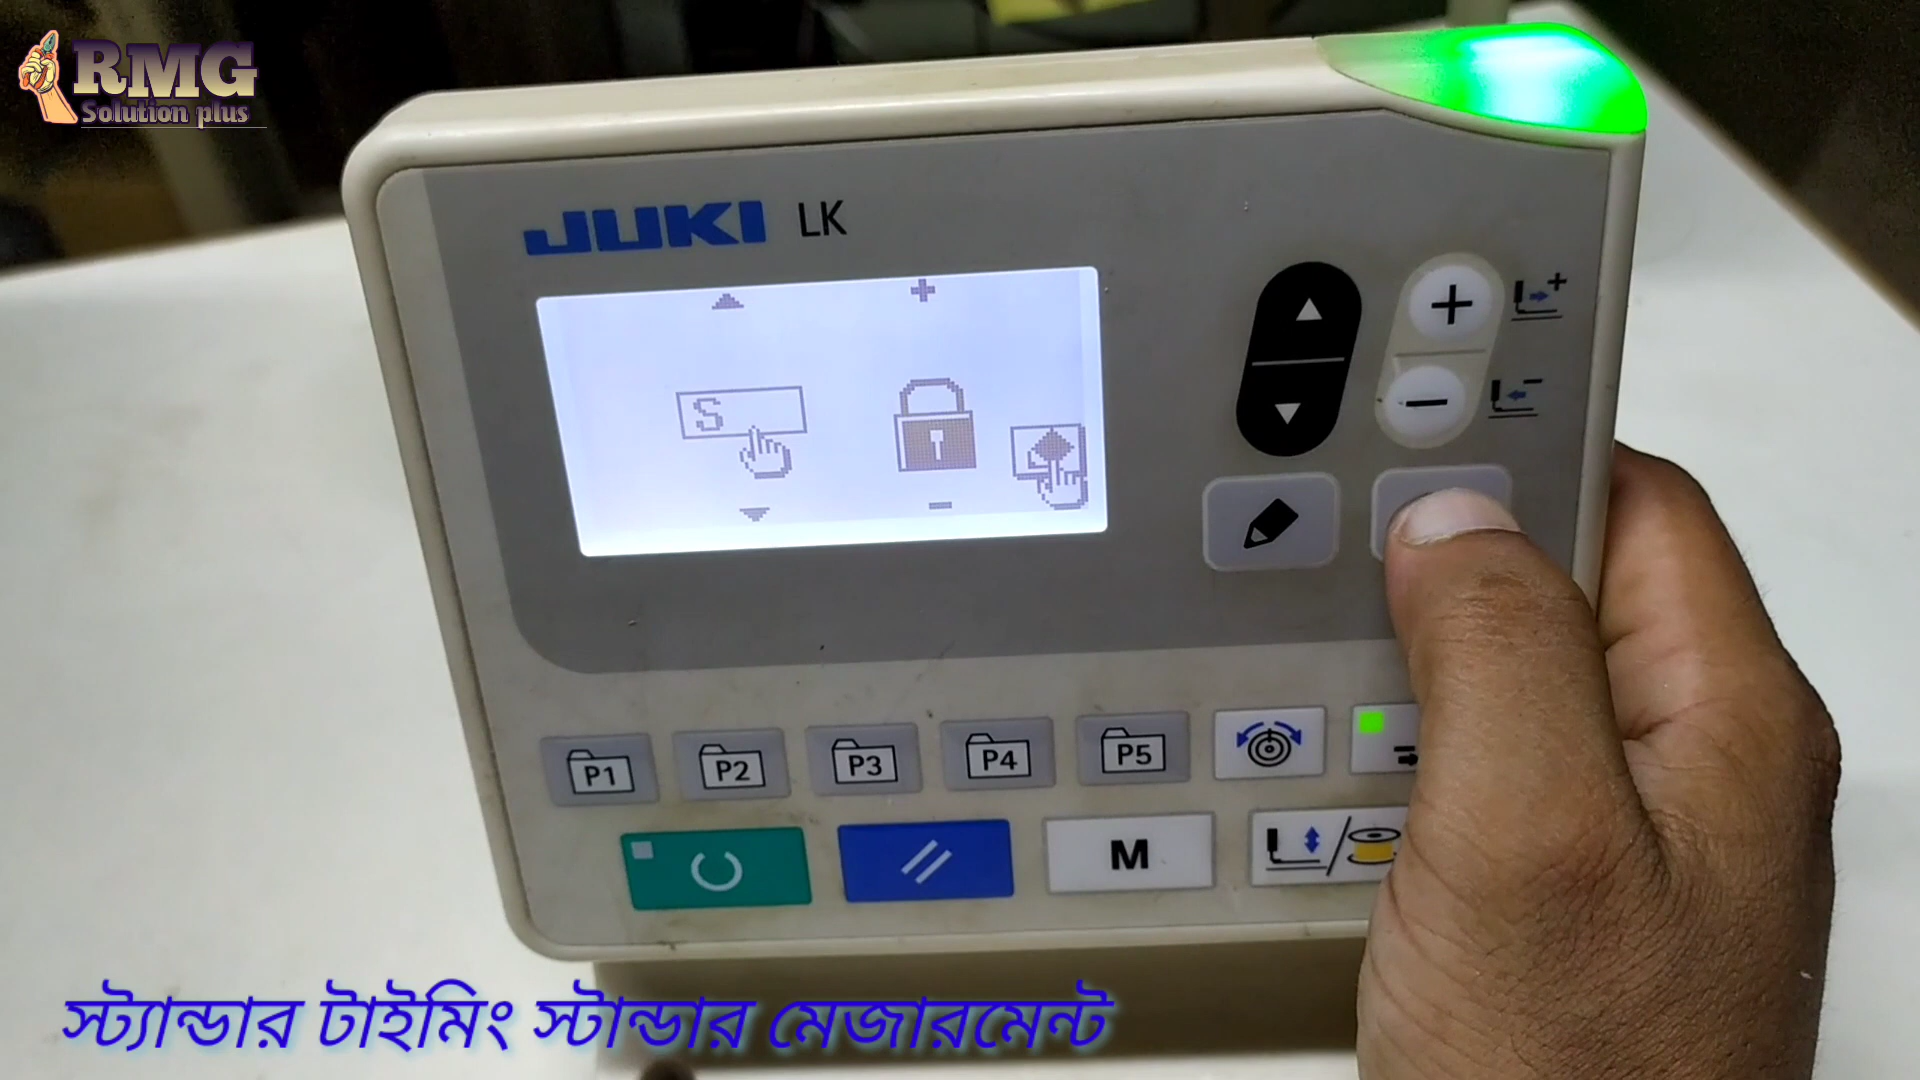 RMG
Solution plus
JUKI LK
S
P1 P2 P3 P4 P5
M
স্ট্যান্ডার টাইমিং স্টান্ডার মেজারমেন্ট